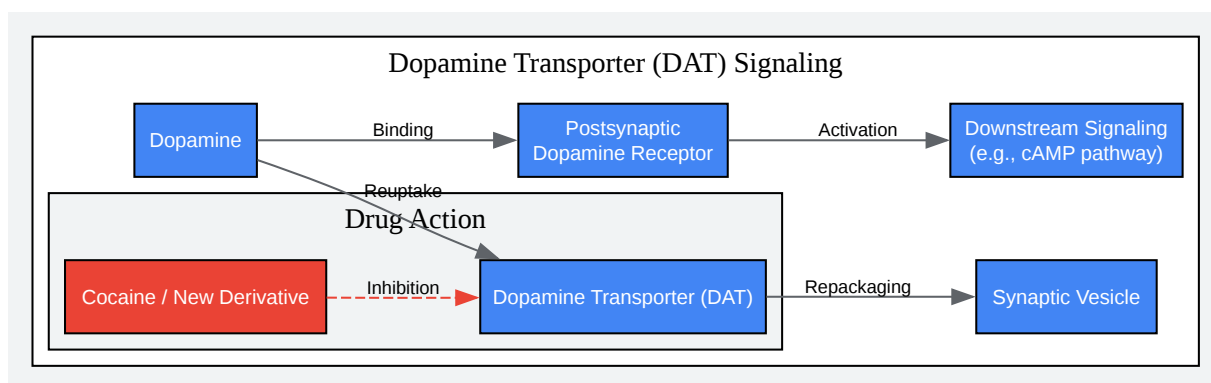 Dopamine Transporter (DAT) Signaling
Dopamine
Binding
Postsynaptic
Dopamine Receptor
Activation
Downstream Signaling
(e.g., cAMP pathway)
Reuptake
Drug Action
Cocaine / New Derivative
Inhibition
Dopamine Transporter (DAT)
Repackaging
Synaptic Vesicle